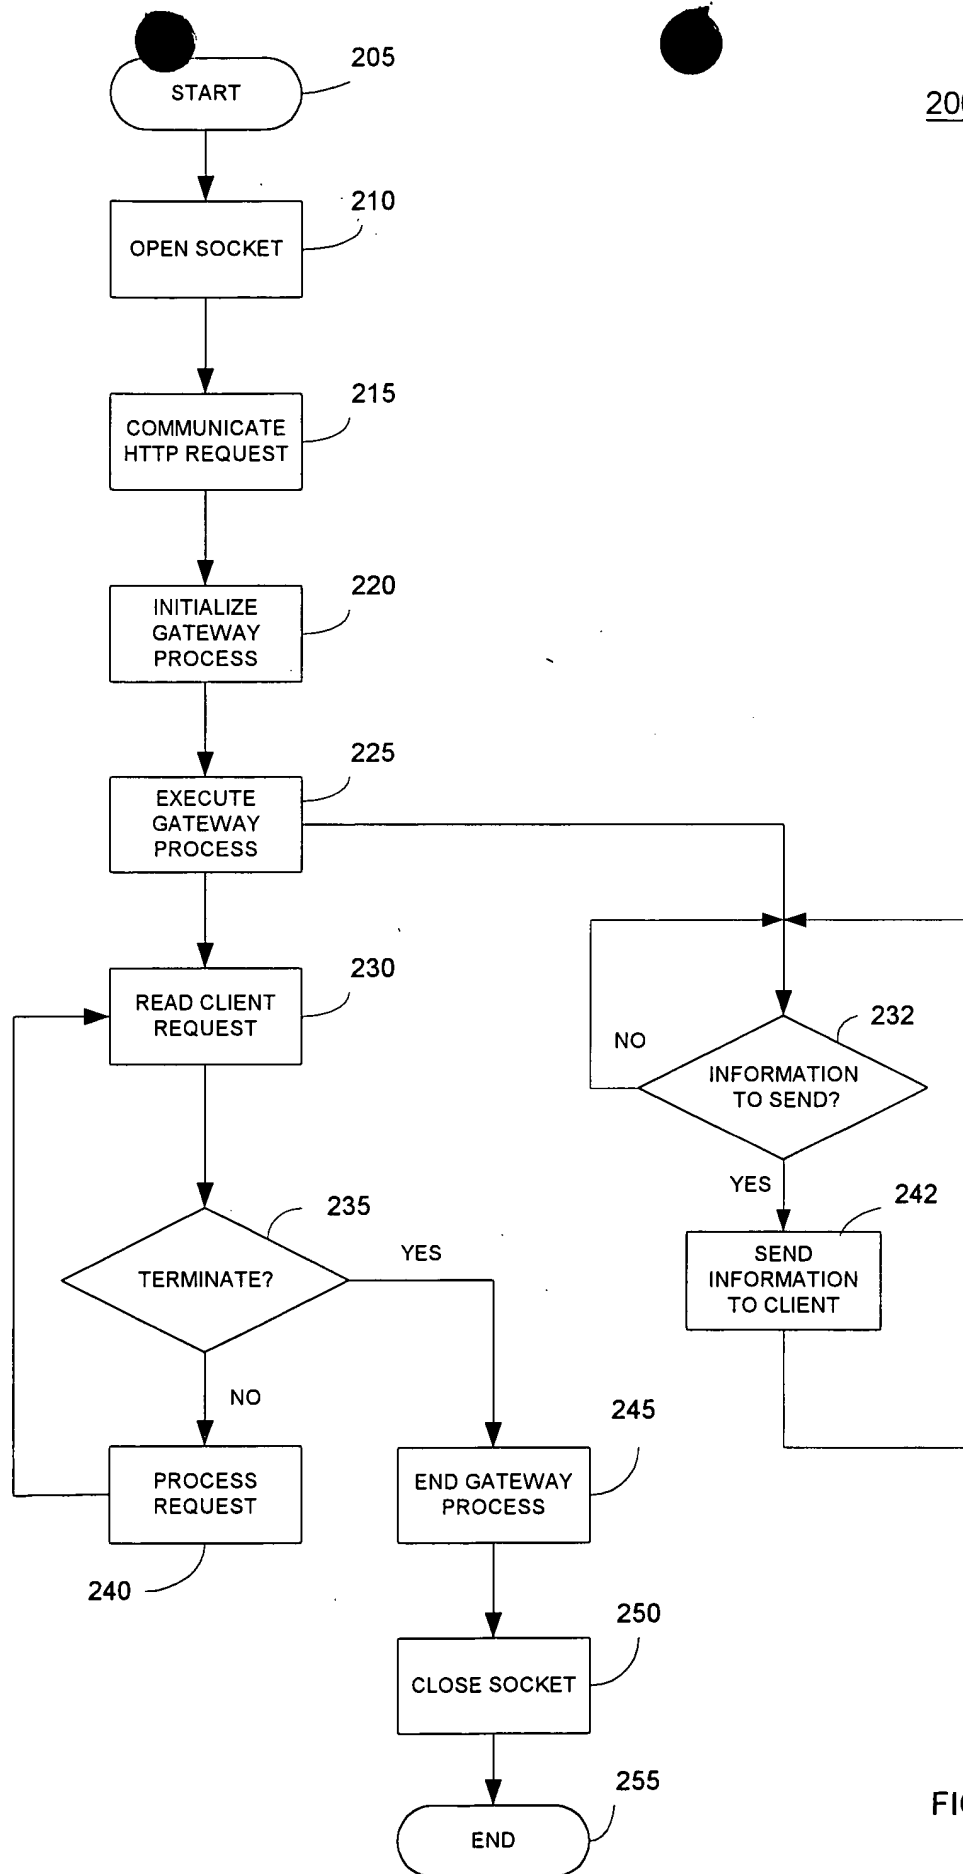 205
START
200
210
OPEN SOCKET
215
COMMUNICATE
HTTP REQUEST
220
INITIALIZE
GATEWAY
PROCESS
225
EXECUTE
GATEWAY
PROCESS
230
READ CLIENT
REQUEST
232
NO
INFORMATION
TO SEND?
YES
242
SEND
INFORMATION
TO CLIENT
235
TERMINATE?
YES
NO
245
PROCESS
REQUEST
240
END GATEWAY
PROCESS
250
CLOSE SOCKET
255
END